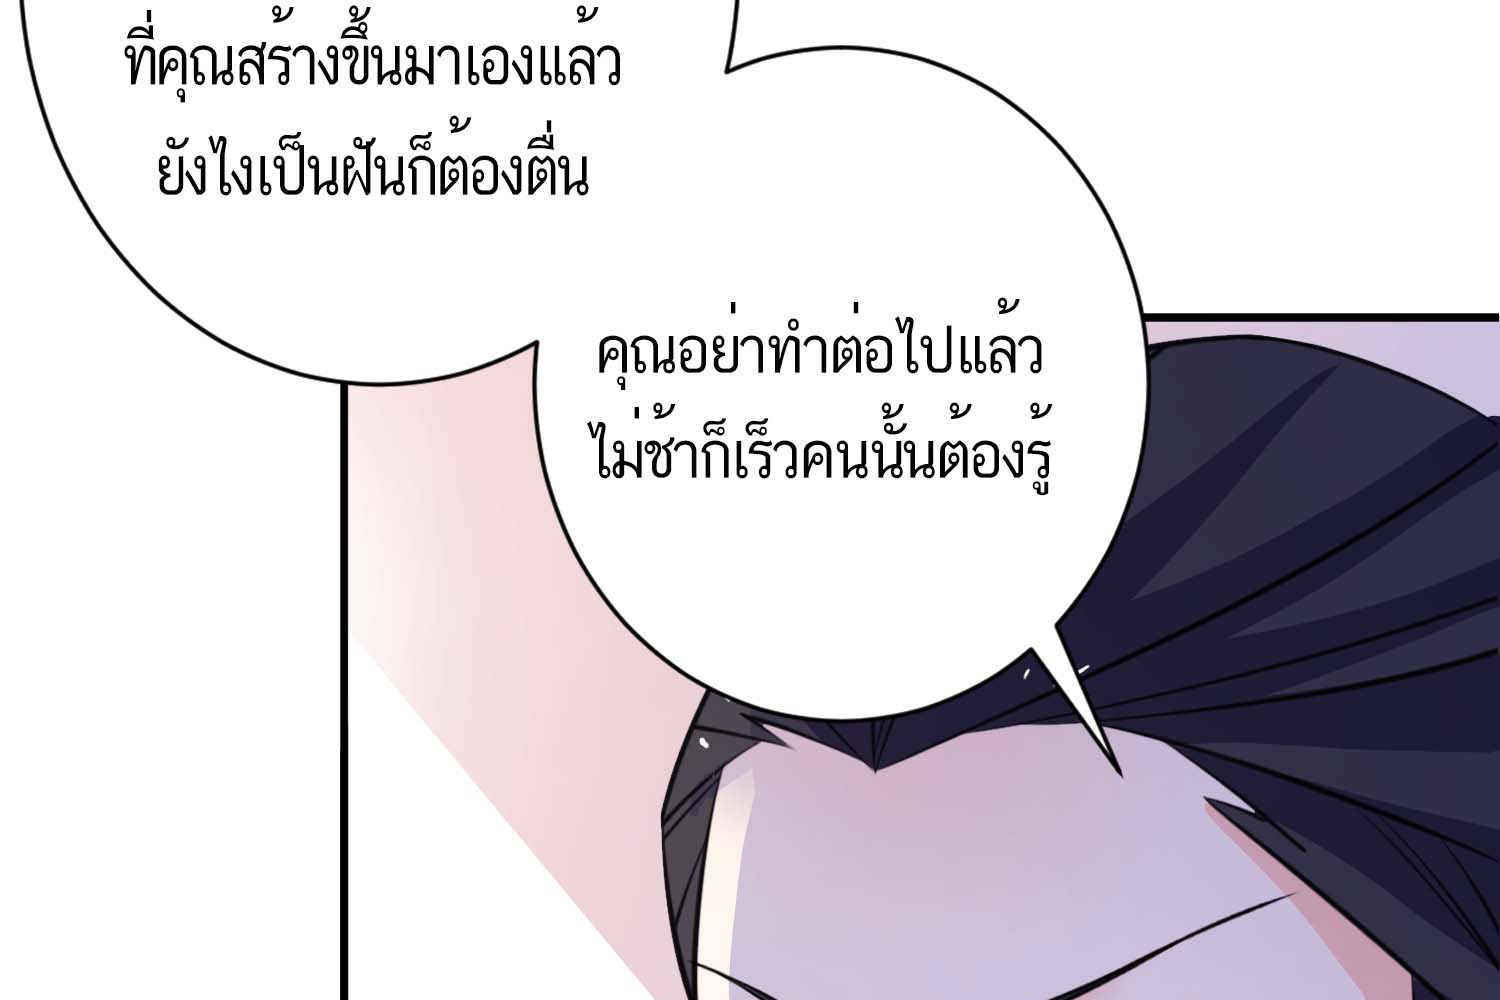 ที่คุณสร้างขึ้นมาเองแล้ว
ยังไงเป็นฝันก็ต้องตื่น
คุณอย่าทำต่อไปแล้ว
ไม่ช้าก็เร็วคนนั้นต้องรู้